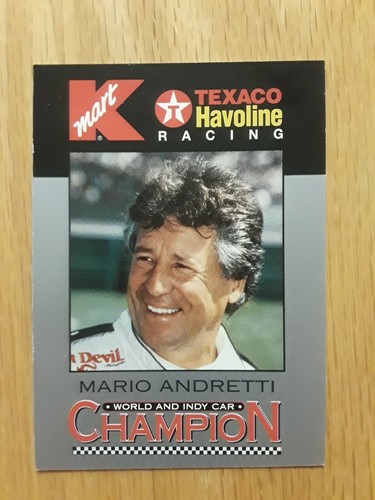 K
mart
®
TEXACO
Havoline
RACING
Devil
MARIO ANDRETTI
• WORLD AND INDY CAR •
CHAMPION